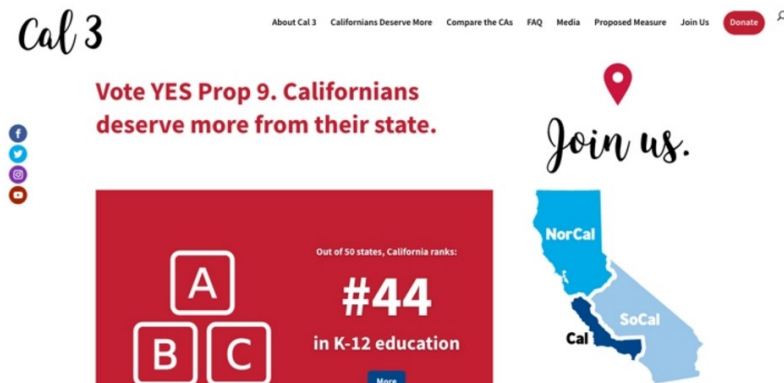 Cal 3
About Cal 3 Californians Deserve More Compare the CAs FAQ Media Proposed Measure Join Us Donate
Vote YES Prop 9. Californians
deserve more from their state.
Join us.
A
B C
Out of 50 states, California ranks:
#44
in K-12 education
More
NorCal
SoCal
Cal